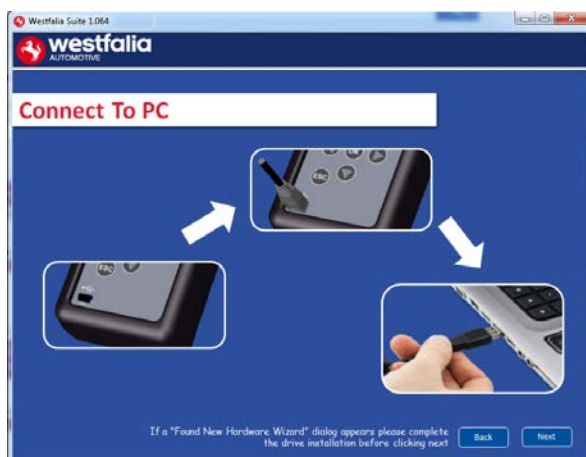 Westfalia Suite 1.064
westfalia
AUTOMOTIVE
Connect To PC
ESC
ESC
If a "Found New Hardware Wizard" dialog appears please complete
the drive installation before clicking next
Back
Next